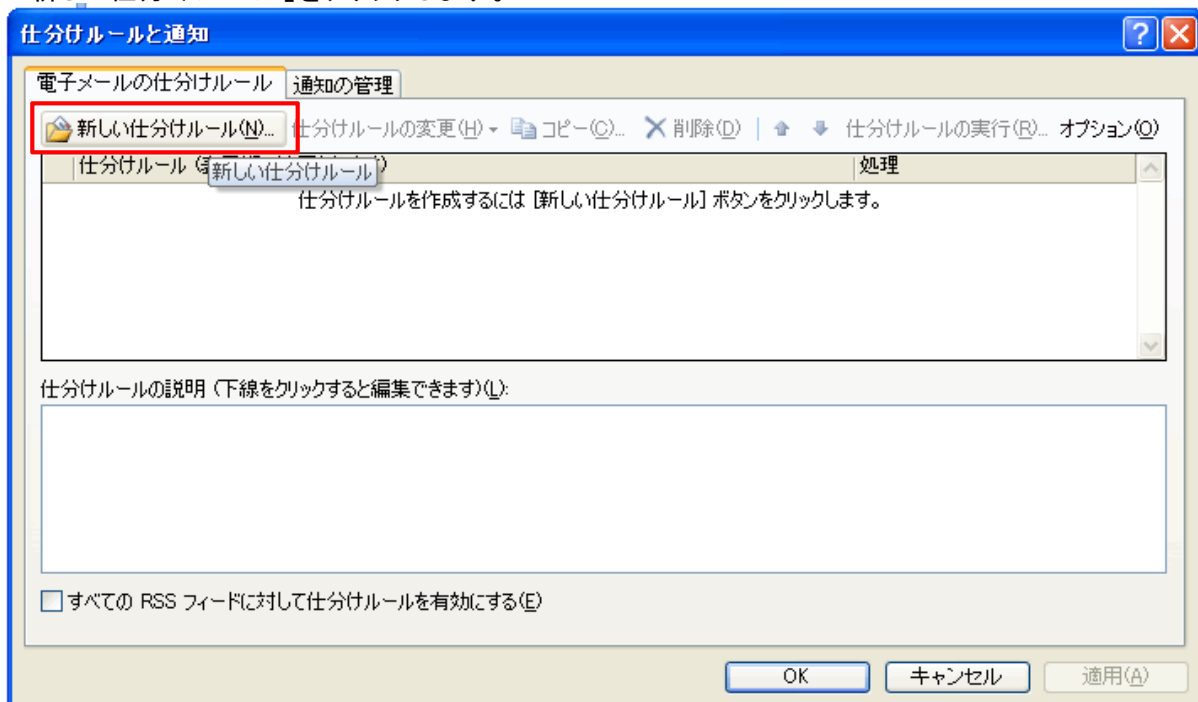 仕分けルールと通知
電子メールの仕分けルール 通知の管理
新しい仕分けルール(N)... 仕分けルールの変更(H) コピー(C)... 削除(D) 仕分けルールの実行(R)... オプション(O)
仕分けルール 処理
新しい仕分けルール
仕分けルールを作成するには [新しい仕分けルール] ボタンをクリックします。
仕分けルールの説明 (下線をクリックすると編集できます)(L):
すべての RSS フィードに対して仕分けルールを有効にする(E)
OK キャンセル 適用(A)